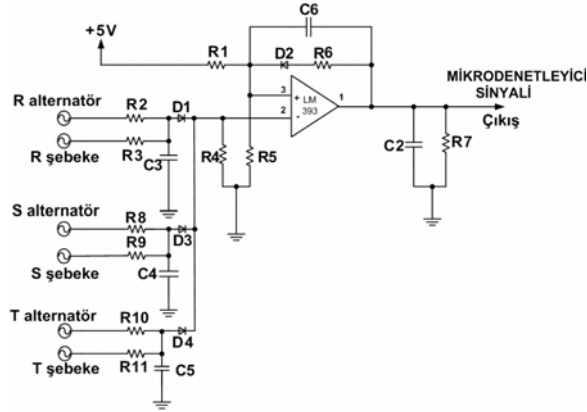 C6
+5V
R1
D2
R6
R alternatör
R2
D1
3
+
LM
393
1
2
-
MİKRODENETLEYİCİ
SİNYALİ
Çıkış
R şebeke
R3
C3
R4
R5
C2
R7
S alternatör
R8
D3
R9
S şebeke
C4
T alternatör
R10
D4
T şebeke
R11
C5